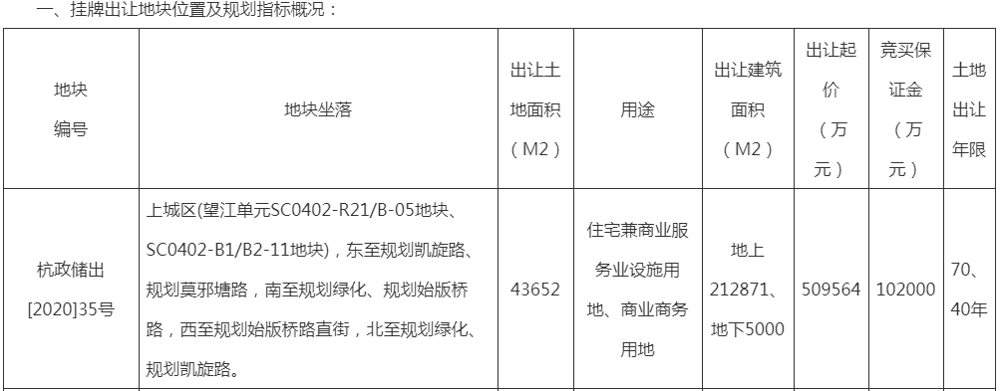 一、挂牌出让地块位置及规划指标概况：
地块
编号
地块坐落
出让土
地面积
（M2）
用途
出让建筑
面积
（M2）
出让起
价
（万
元）
竞买保
证金
（万
元）
土地
出让
年限
杭政储出
[2020]35号
上城区(望江单元SC0402-R21/B-05地块、
SC0402-B1/B2-11地块)，东至规划凯旋路、
规划莫邪塘路，南至规划绿化、规划始版桥
路，西至规划始版桥路直街，北至规划绿化、
规划凯旋路。
43652
住宅兼商业服
务业设施用
地、商业商务
用地
地上
212871、
地下5000
509564
102000
70、
40年